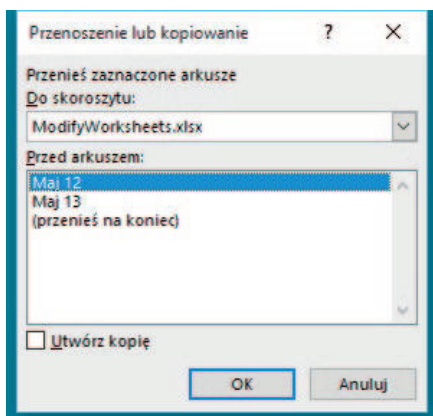 Przenoszenie lub kopiowanie ? X
Przenieś zaznaczone arkusze
Do skoroszytu:
ModifyWorksheets.xlsx
Przed arkuszem:
Maj 12
Maj 13
(przenieś na koniec)
Utwórz kopię
OK Anuluj